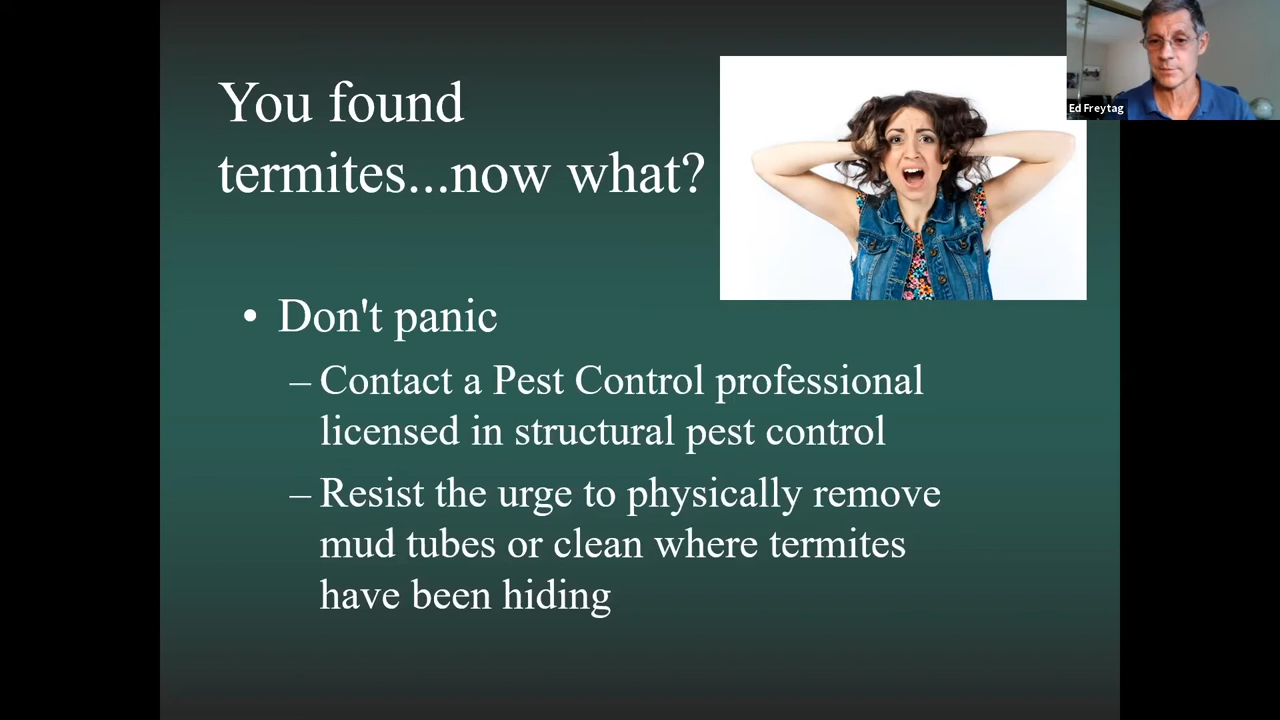 You found
termites...now what?
Ed Freytag
• Don't panic
– Contact a Pest Control professional
licensed in structural pest control
– Resist the urge to physically remove
mud tubes or clean where termites
have been hiding